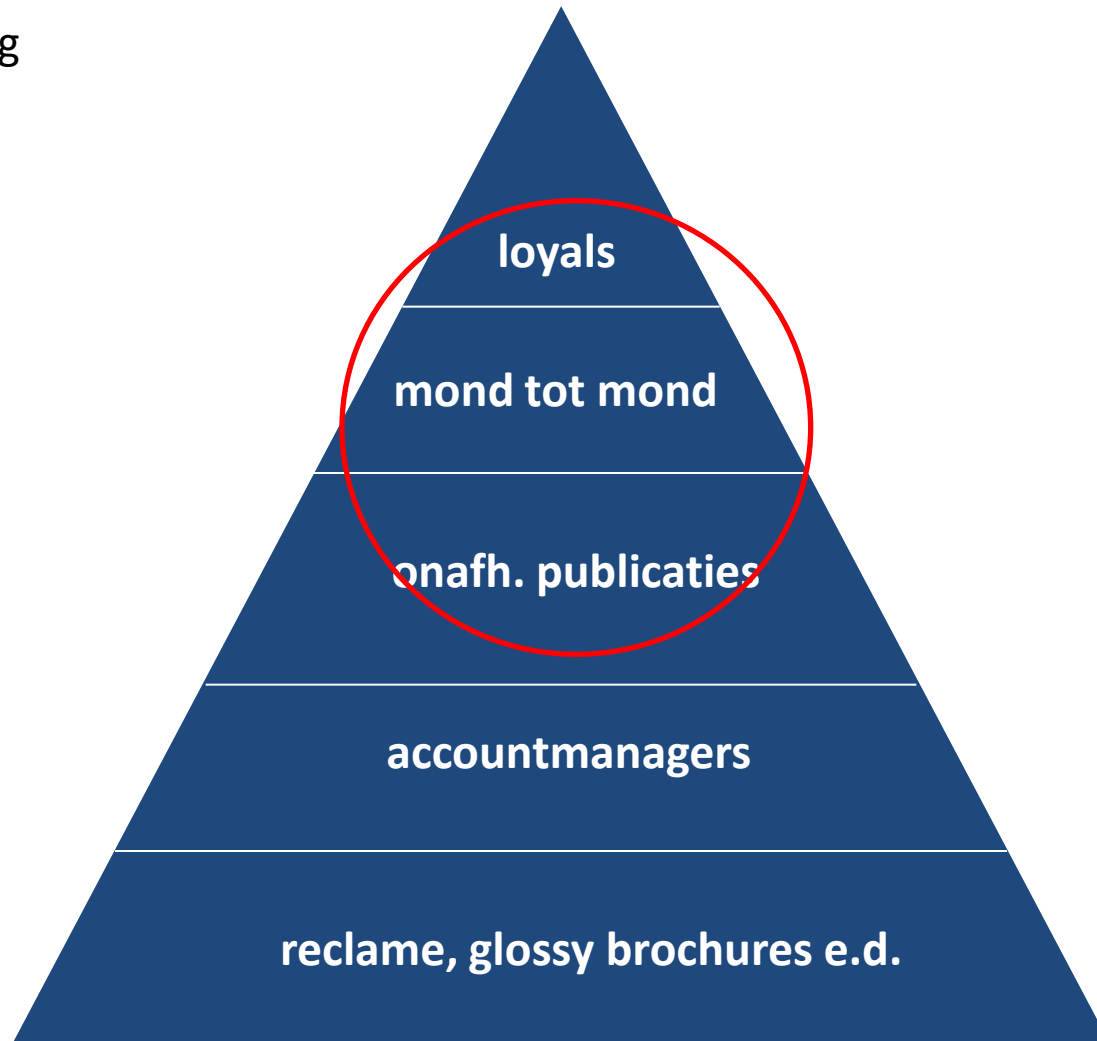 g
loyals
mond tot mond
onafh. publicaties
accountmanagers
reclame, glossy brochures e.d.